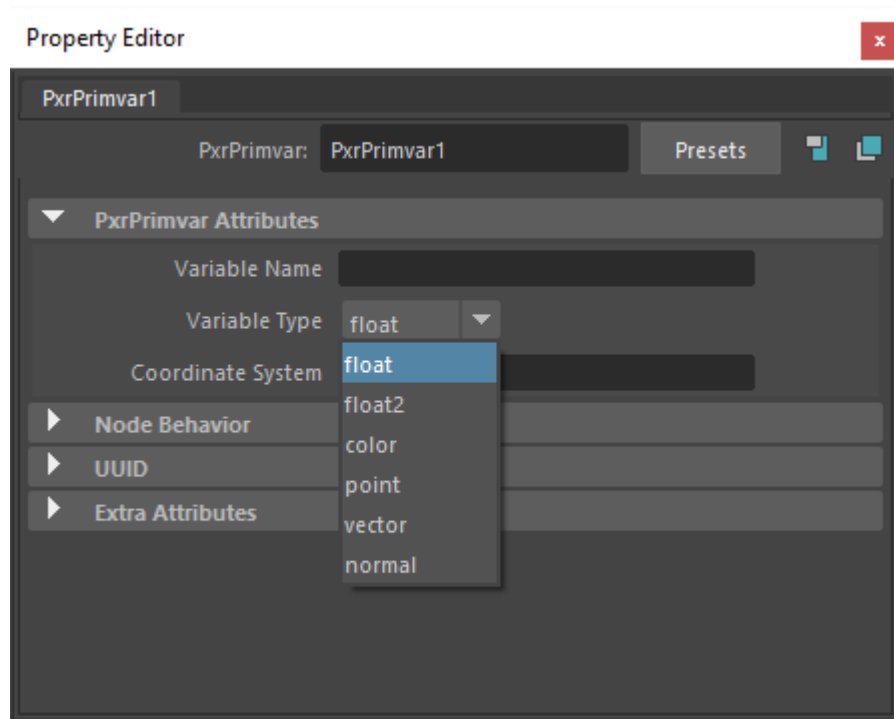 Property Editor
x
PxrPrimvar1
PxrPrimvar: PxrPrimvar1 Presets
PxrPrimvar Attributes
Variable Name
Variable Type float
Coordinate System
float
float2
color
point
vector
normal
Node Behavior
UUID
Extra Attributes